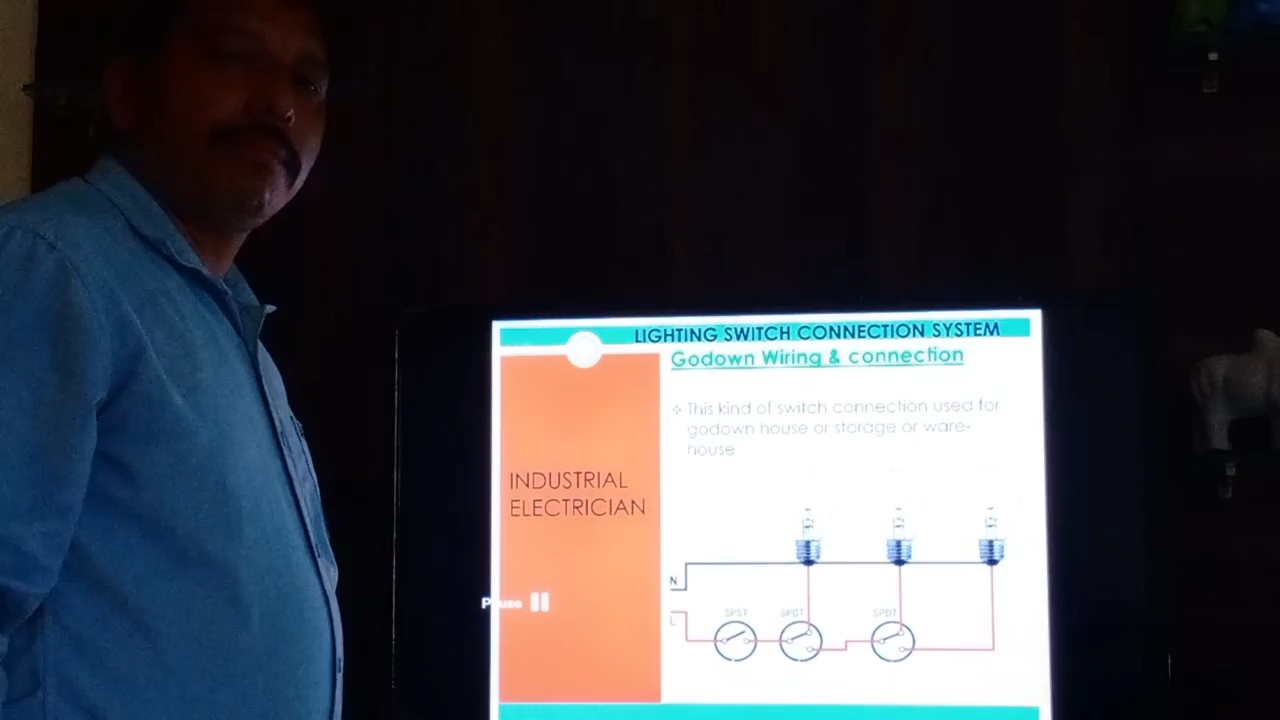 LIGHTING SWITCH CONNECTION SYSTEM
Godown Wiring & connection
❖ This kind of switch connection used for
godown house or storage or ware-
house
INDUSTRIAL
ELECTRICIAN
N
L
SPST
SPDT
SPDT
Pause